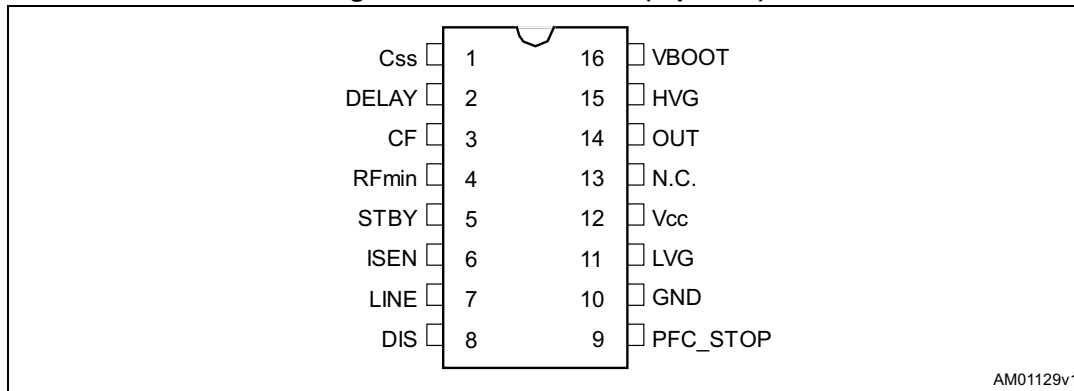 Css 1 16 VBOOT
DELAY 2 15 HVG
CF 3 14 OUT
RFmin 4 13 N.C.
STBY 5 12 Vcc
ISEN 6 11 LVG
LINE 7 10 GND
DIS 8 9 PFC_STOP
AM01129v1